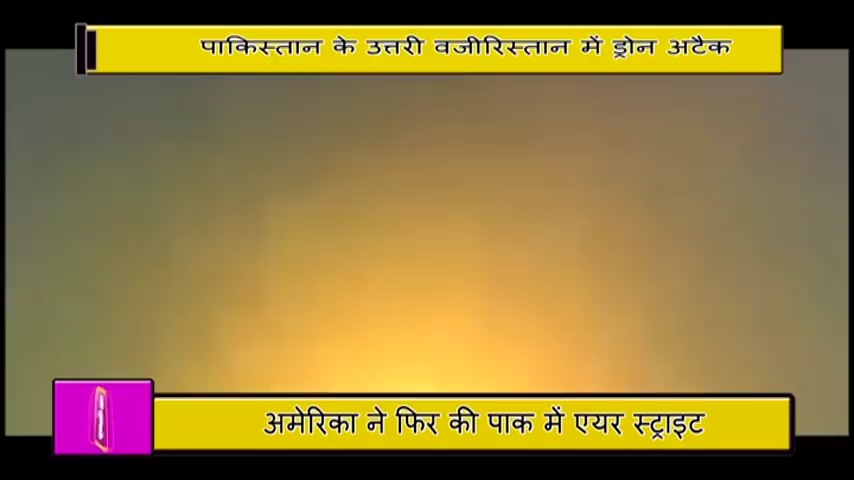 पाकिस्तान के उत्तरी वजीरिस्तान में ड्रोन अटैक
अमेरिका ने फिर की पाक में एयर स्ट्राइट